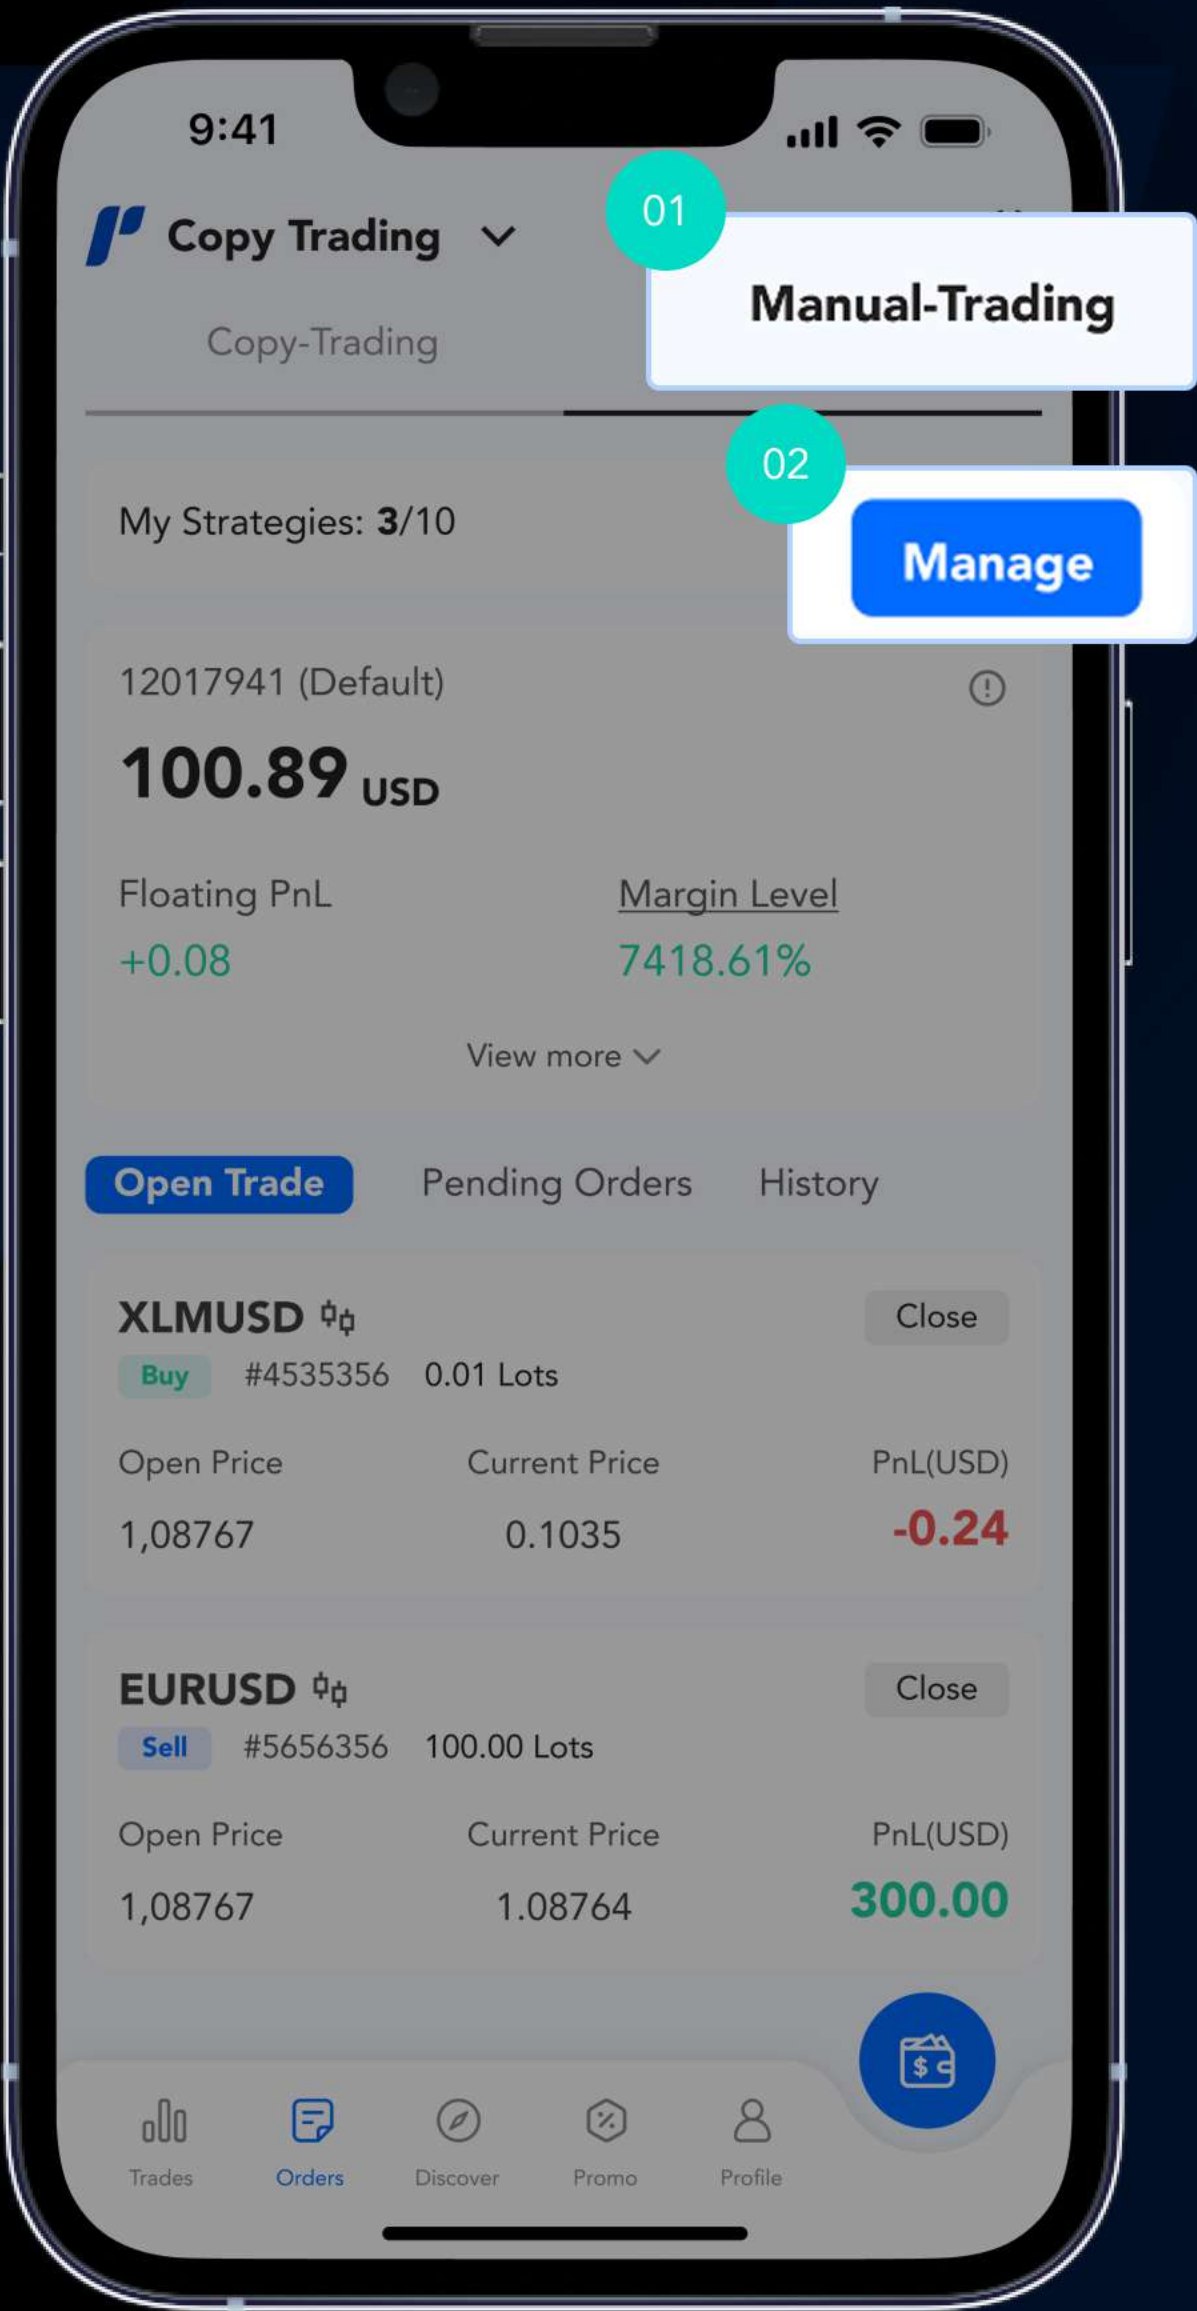 9:41
01
Copy Trading
Manual-Trading
Copy-Trading
02
My Strategies: 3/10
Manage
12017941 (Default)
100.89 USD
Floating PnL Margin Level
+0.08 7418.61%
View more
Open Trade Pending Orders History
XLMUSD Close
Buy #4535356 0.01 Lots
Open Price Current Price PnL(USD)
1,08767 0.1035 -0.24
EURUSD Close
Sell #5656356 100.00 Lots
Open Price Current Price PnL(USD)
1,08767 1.08764 300.00
Trades Orders Discover Promo Profile